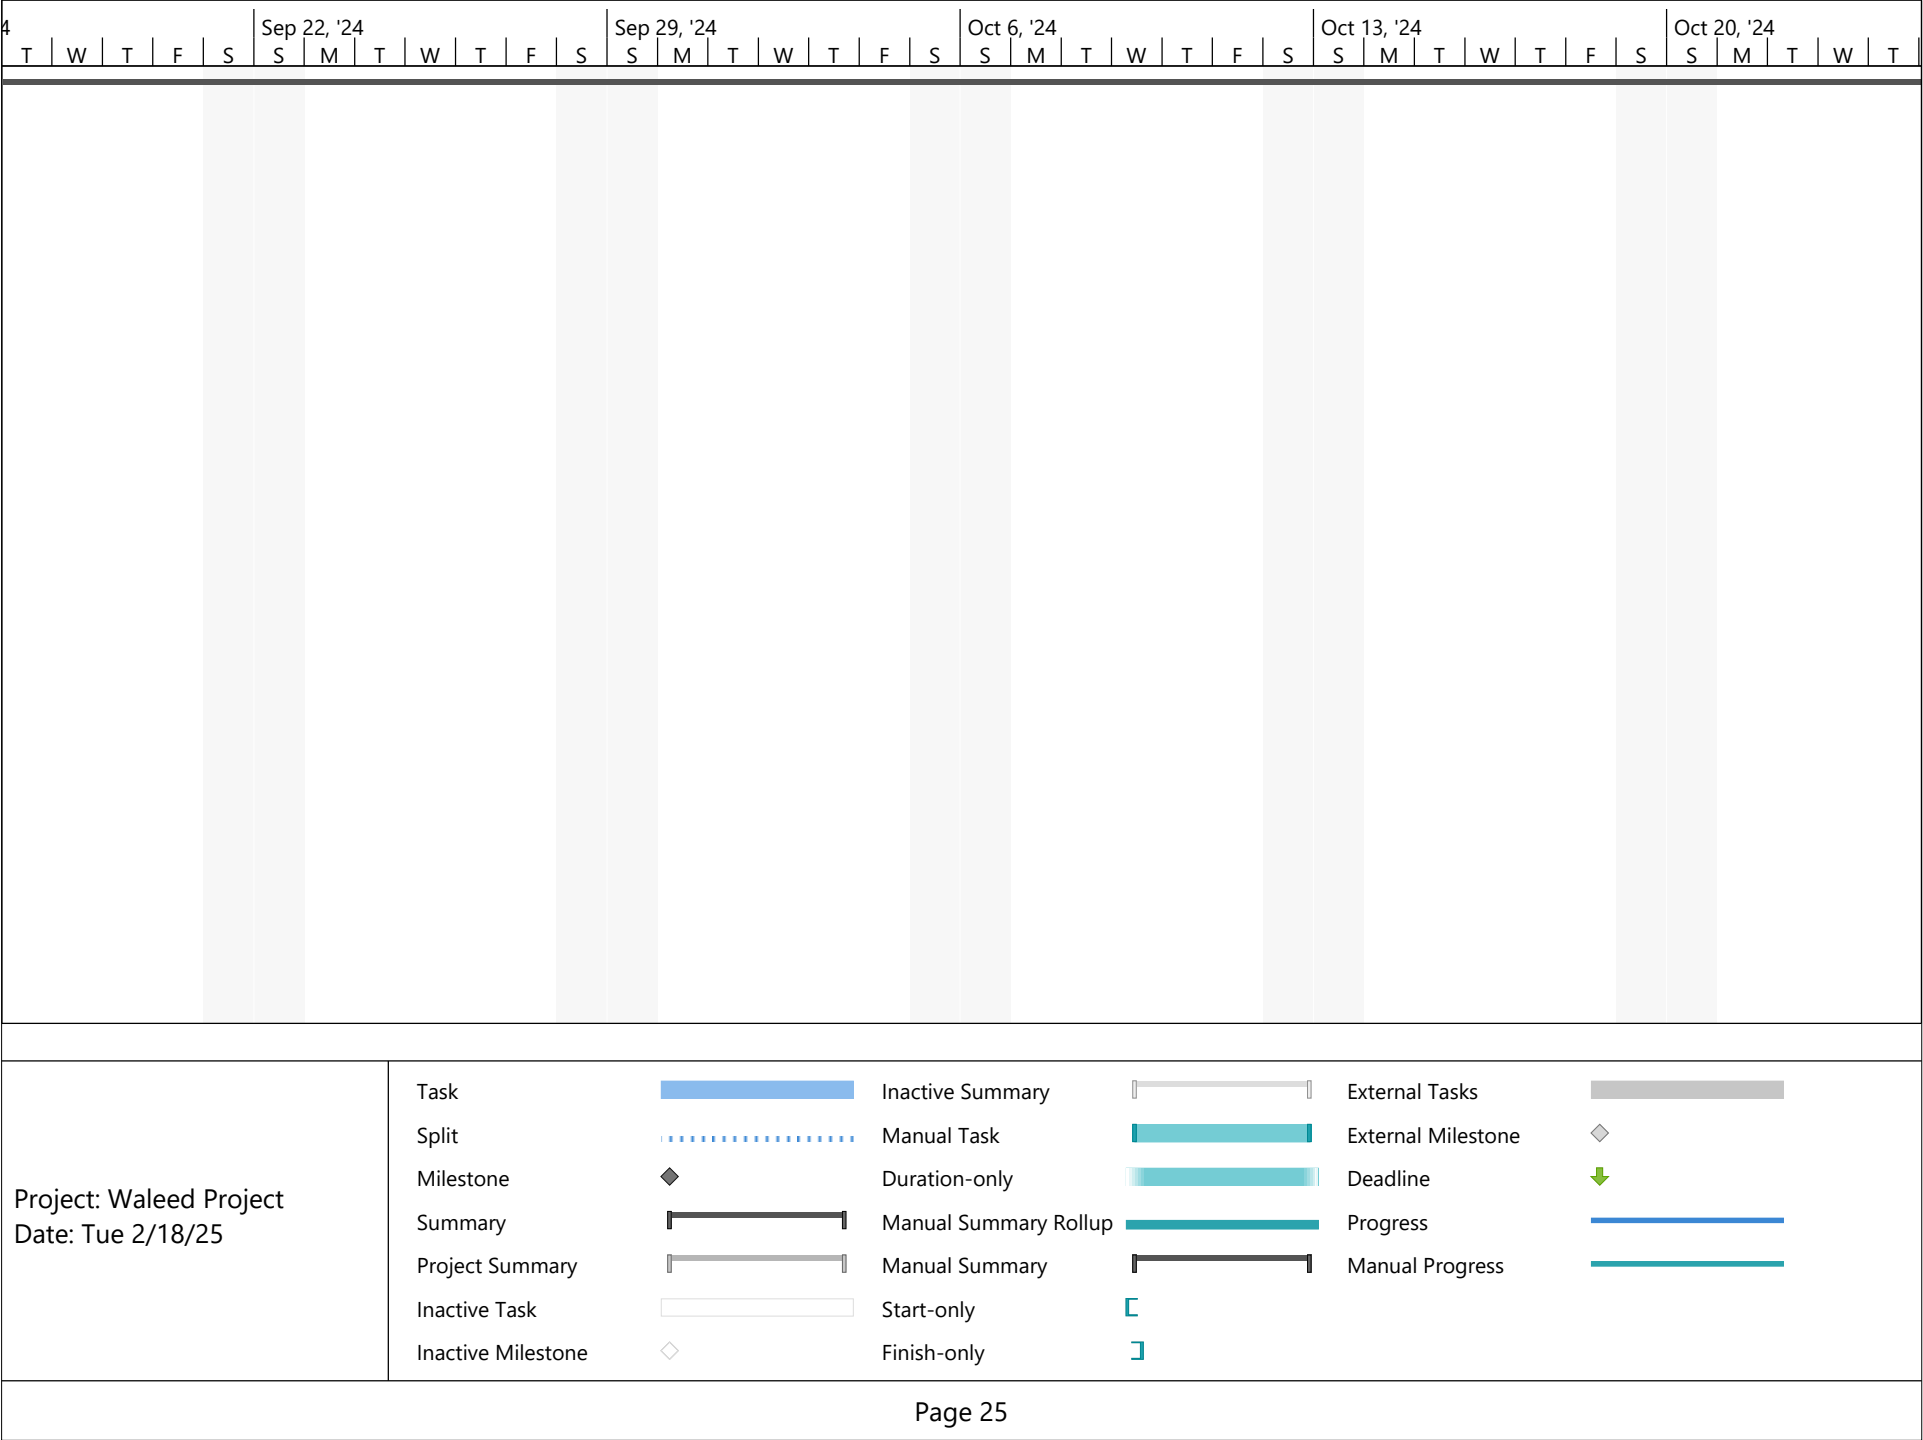 4 Sep 22, '24 Sep 29, '24 Oct 6, '24 Oct 13, '24 Oct 20, '24
T W T F S S M T W T F S S M T W T F S S M T W T F S S M T W T F S S M T W T
Project: Waleed Project
Date: Tue 2/18/25
Task
Split
Milestone
Summary
Project Summary
Inactive Task
Inactive Milestone
Inactive Summary
Manual Task
Duration-only
Manual Summary Rollup
Manual Summary
Start-only
Finish-only
External Tasks
External Milestone
Deadline
Progress
Manual Progress
Page 25